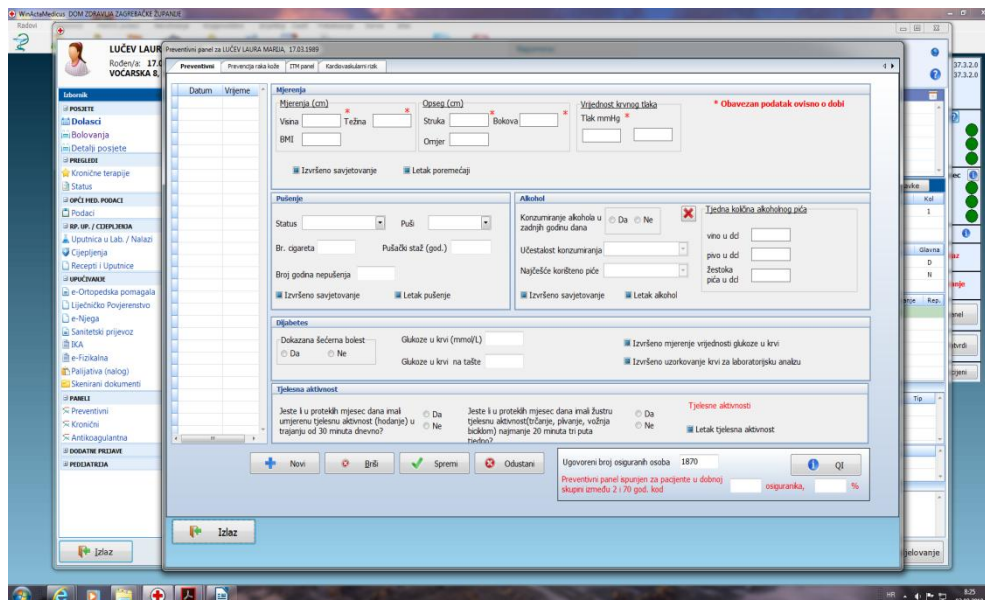 WinActaMedicus DOM ZDRAVLJA ZAGREBAČKE ŽUPANIJE
Radovi
LUČEV LAUR
Rođen/a: 17.0
VOĆARSKA 8,
37.3.2.0
37.3.2.0
Izbornik
POSJETE
Dolasci
Bolovanja
Detalji posjete
PREGLEDI
Kronične terapije
Status
OPĆI MED. PODACI
Podaci
RP. UP. / CIJEPLJENJA
Uputnica u Lab. / Nalazi
Cijepljenja
Recepti i Uputnice
UPUĆIVANJE
e-Ortopedska pomagala
Liječničko Povjerenstvo
e-Njega
Sanitetski prijevoz
IKA
e-Fizikalna
Palijativa (nalog)
Skenirani dokumenti
PANELI
Preventivni
Kronični
Antikoagulantna
DODATNE PRIJAVE
PEDIJATRIJA
Izlaz
Preventivni panel za LUČEV LAURA MARIJA, 17.03.1989
Preventivni Prevencija raka kože ITM panel Kardiovaskularni rizik
Datum Vrijeme
Mjerenja
Mjerenja (cm) Opseg (cm) Vrijednost krvnog tlaka * Obavezan podatak ovisno o dobi
Visina * Težina * Struka * Bokova * Tlak mmHg *
BMI Omjer
Izvršeno savjetovanje Letak poremećaji
Pušenje
Status Puši
Br. cigareta Pušački staž (god.)
Broj godina nepušenja
Izvršeno savjetovanje Letak pušenje
Alkohol
Konzumiranje alkohola u zadnjih godinu dana Da Ne
Učestalost konzumiranja
Najčešće korišteno piće
Tjedna količna alkoholnog pića
vino u dcl
pivo u dcl
žestoka
pića u dcl
Izvršeno savjetovanje Letak alkohol
Dijabetes
Dokazana šećerna bolest
Da Ne
Glukoze u krvi (mmol/L)
Glukoze u krvi na tašte
Izvršeno mjerenje vrijednosti glukoze u krvi
Izvršeno uzorkovanje krvi za laboratorijsku analizu
Tjelesna aktivnost
Jeste li u proteklih mjesec dana imali
umjerenu tjelesnu aktivnost (hodanje) u
trajanju od 30 minuta dnevno?
Da
Ne
Jeste li u proteklih mjesec dana imali žustru
tjelesnu aktivnost(trčanje, plivanje, vožnja
biciklom) najmanje 20 minuta tri puta
tjedno?
Da
Ne
Tjelesne aktivnosti
Letak tjelesna aktivnost
Novi Briši Spremi Odustani
Ugovoreni broj osiguranih osoba 1870
QI
Preventivni panel ispunjen za pacijente u dobnoj
skupini između 2 i 70 god. kod osiguranika, %
Izlaz
Kol
1
Glavna
D
N
Rep.
Tip
jelovanje
HR
8:25